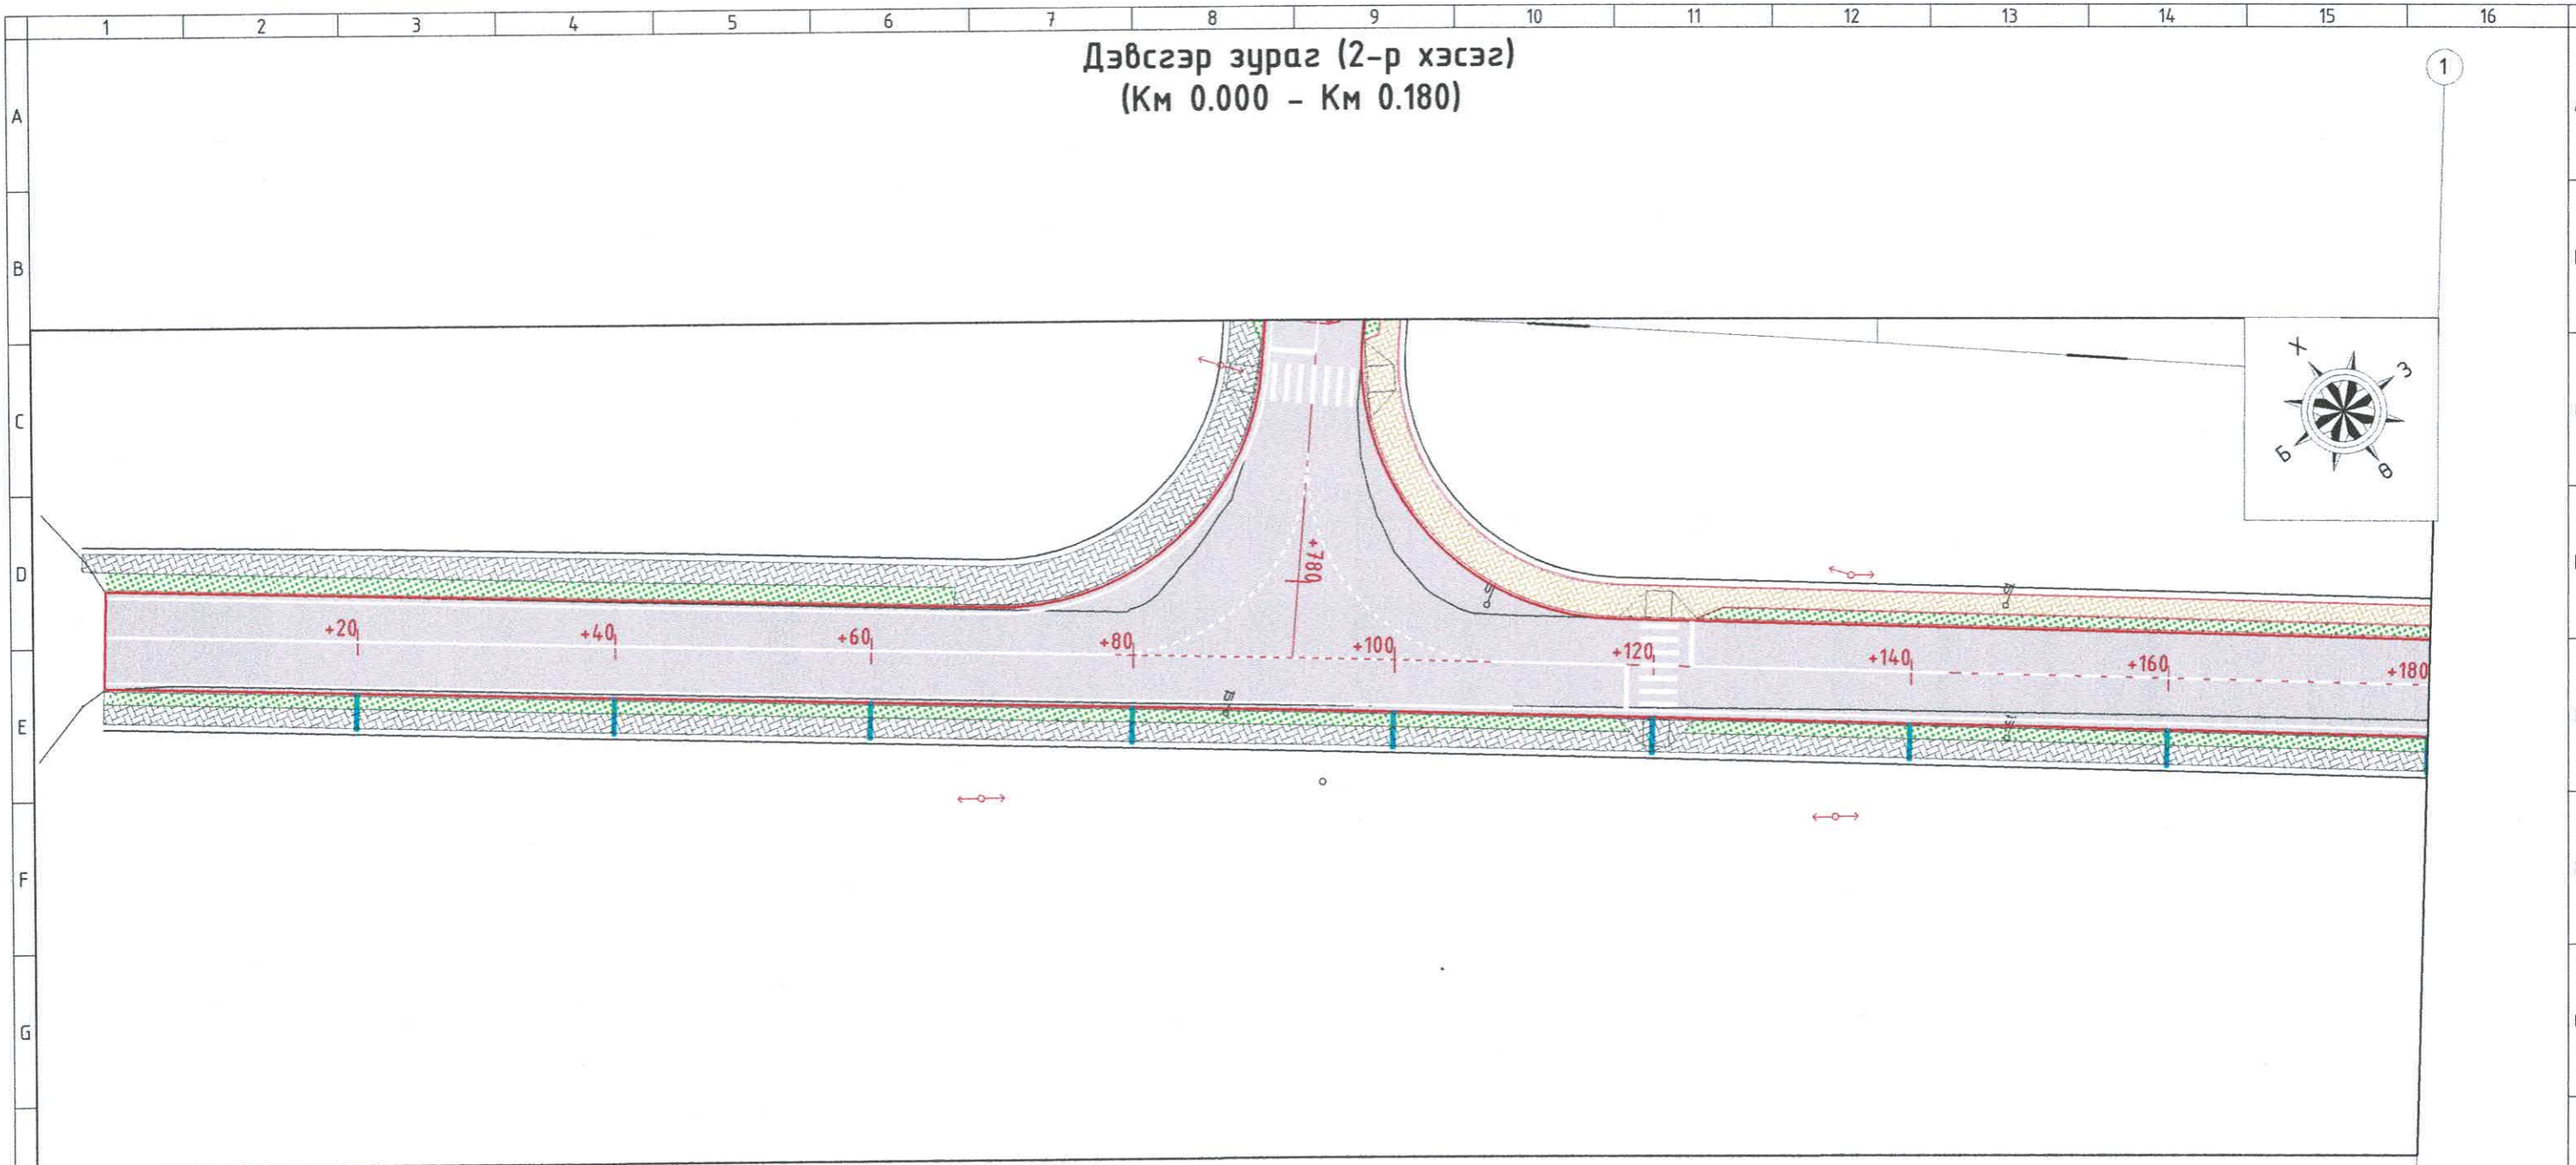 1 2 3 4 5 6 7 8 9 10 11 12 13 14 15 16
Дэвсгэр зураг (2-р хэсэг)
(Км 0.000 - Км 0.180)
1
A
B
C
D
E
F
G
Х З
Б В
+780
+20 +40 +60 +80 +100 +120 +140 +160 +180